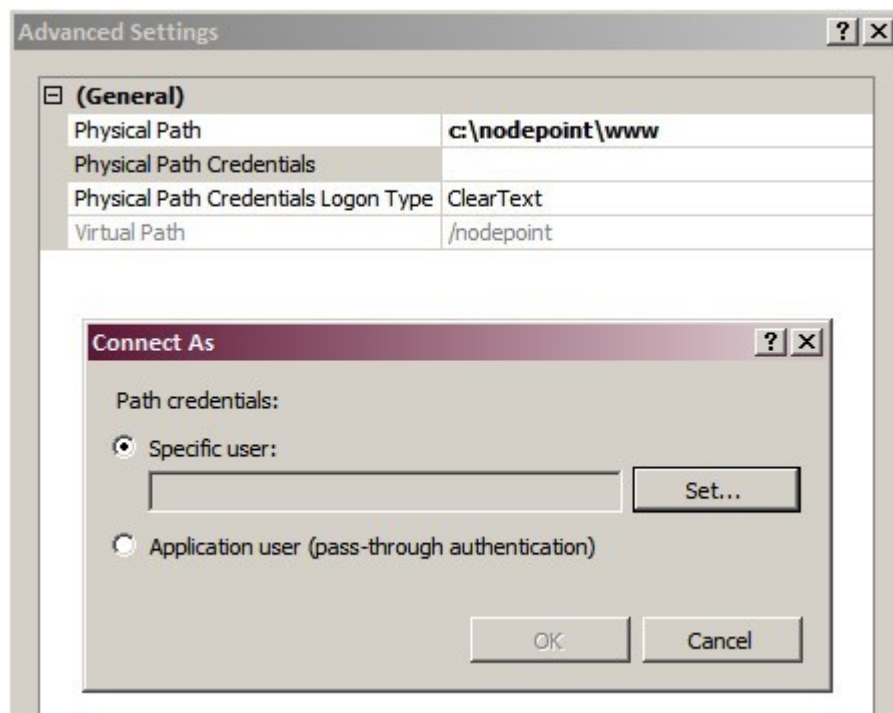 Advanced Settings
(General)
Physical Path c:\nodepoint\www
Physical Path Credentials
Physical Path Credentials Logon Type ClearText
Virtual Path /nodepoint
Connect As
Path credentials:
Specific user:
Set...
Application user (pass-through authentication)
OK Cancel